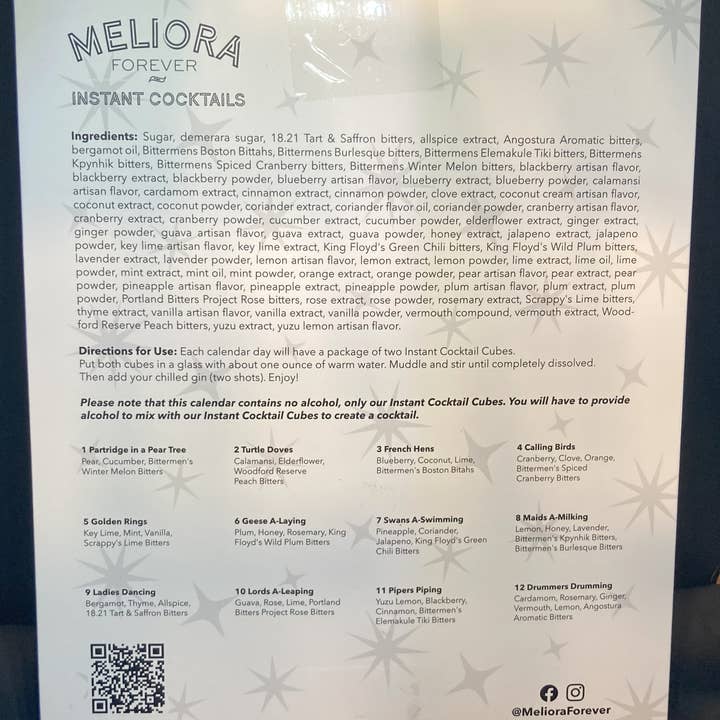 MELIORA
FOREVER
INSTANT COCKTAILS
Ingredients: Sugar, demerara sugar, 18.21 Tart & Saffron bitters, allspice extract, Angostura Aromatic bitters,
bergamot oil, Bittermens Boston Bittahs, Bittermens Burlesque bitters, Bittermens Elemakule Tiki bitters, Bittermens
Kpynhik bitters, Bittermens Spiced Cranberry bitters, Bittermens Winter Melon bitters, blackberry artisan flavor,
blackberry extract, blackberry powder, blueberry artisan flavor, blueberry extract, blueberry powder, calamansi
artisan flavor, cardamom extract, cinnamon extract, cinnamon powder, clove extract, coconut cream artisan flavor,
coconut extract, coconut powder, coriander extract, coriander flavor oil, coriander powder, cranberry artisan flavor,
cranberry extract, cranberry powder, cucumber extract, cucumber powder, elderflower extract, ginger extract,
ginger powder, guava artisan flavor, guava extract, guava powder, honey extract, jalapeno extract, jalapeno
powder, key lime artisan flavor, key lime extract, King Floyd's Green Chili bitters, King Floyd's Wild Plum bitters,
lavender extract, lavender powder, lemon artisan flavor, lemon extract, lemon powder, lime extract, lime oil, lime
powder, mint extract, mint oil, mint powder, orange extract, orange powder, pear artisan flavor, pear extract, pear
powder, pineapple artisan flavor, pineapple extract, pineapple powder, plum artisan flavor, plum extract, plum
powder, Portland Bitters Project Rose bitters, rose extract, rose powder, rosemary extract, Scrappy's Lime bitters,
thyme extract, vanilla artisan flavor, vanilla extract, vanilla powder, vermouth compound, vermouth extract, Wood-
ford Reserve Peach bitters, yuzu extract, yuzu lemon artisan flavor.
Directions for Use: Each calendar day will have a package of two Instant Cocktail Cubes.
Put both cubes in a glass with about one ounce of warm water. Muddle and stir until completely dissolved.
Then add your chilled gin (two shots). Enjoy!
Please note that this calendar contains no alcohol, only our Instant Cocktail Cubes. You will have to provide
alcohol to mix with our Instant Cocktail Cubes to create a cocktail.
1 Partridge in a Pear Tree
Pear, Cucumber, Bittermen's
Winter Melon Bitters
2 Turtle Doves
Calamansi, Elderflower,
Woodford Reserve
Peach Bitters
3 French Hens
Blueberry, Coconut, Lime,
Bittermen's Boston Bitahs
4 Calling Birds
Cranberry, Clove, Orange,
Bittermen's Spiced
Cranberry Bitters
5 Golden Rings
Key Lime, Mint, Vanilla,
Scrappy's Lime Bitters
6 Geese A-Laying
Plum, Honey, Rosemary, King
Floyd's Wild Plum Bitters
7 Swans A-Swimming
Pineapple, Coriander,
Jalapeno, King Floyd's Green
Chili Bitters
8 Maids A-Milking
Lemon, Honey, Lavender,
Bittermen's Kpynhik Bitters,
Bittermen's Burlesque Bitters
9 Ladies Dancing
Bergamot, Thyme, Allspice,
18.21 Tart & Saffron Bitters
10 Lords A-Leaping
Guava, Rose, Lime, Portland
Bitters Project Rose Bitters
11 Pipers Piping
Yuzu Lemon, Blackberry,
Cinnamon, Bittermen's
Elemakule Tiki Bitters
12 Drummers Drumming
Cardamom, Rosemary, Ginger,
Vermouth, Lemon, Angostura
Aromatic Bitters
@MelioraForever